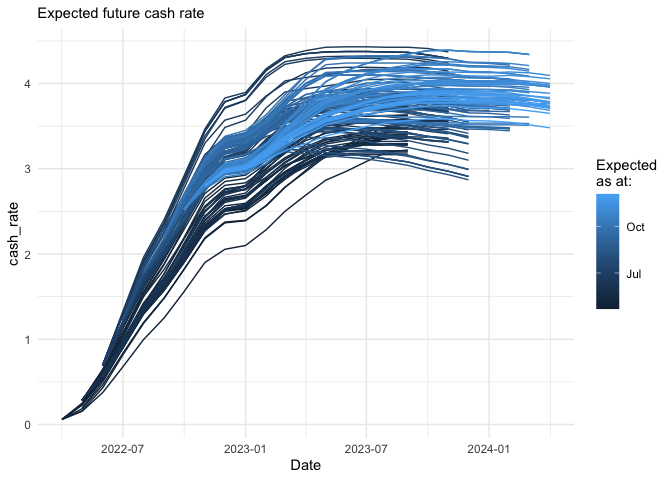 Expected future cash rate
cash_rate
4
3
2
1
0
2022-07
2023-01
2023-07
2024-01
Date
Expected
as at:
Oct
Jul